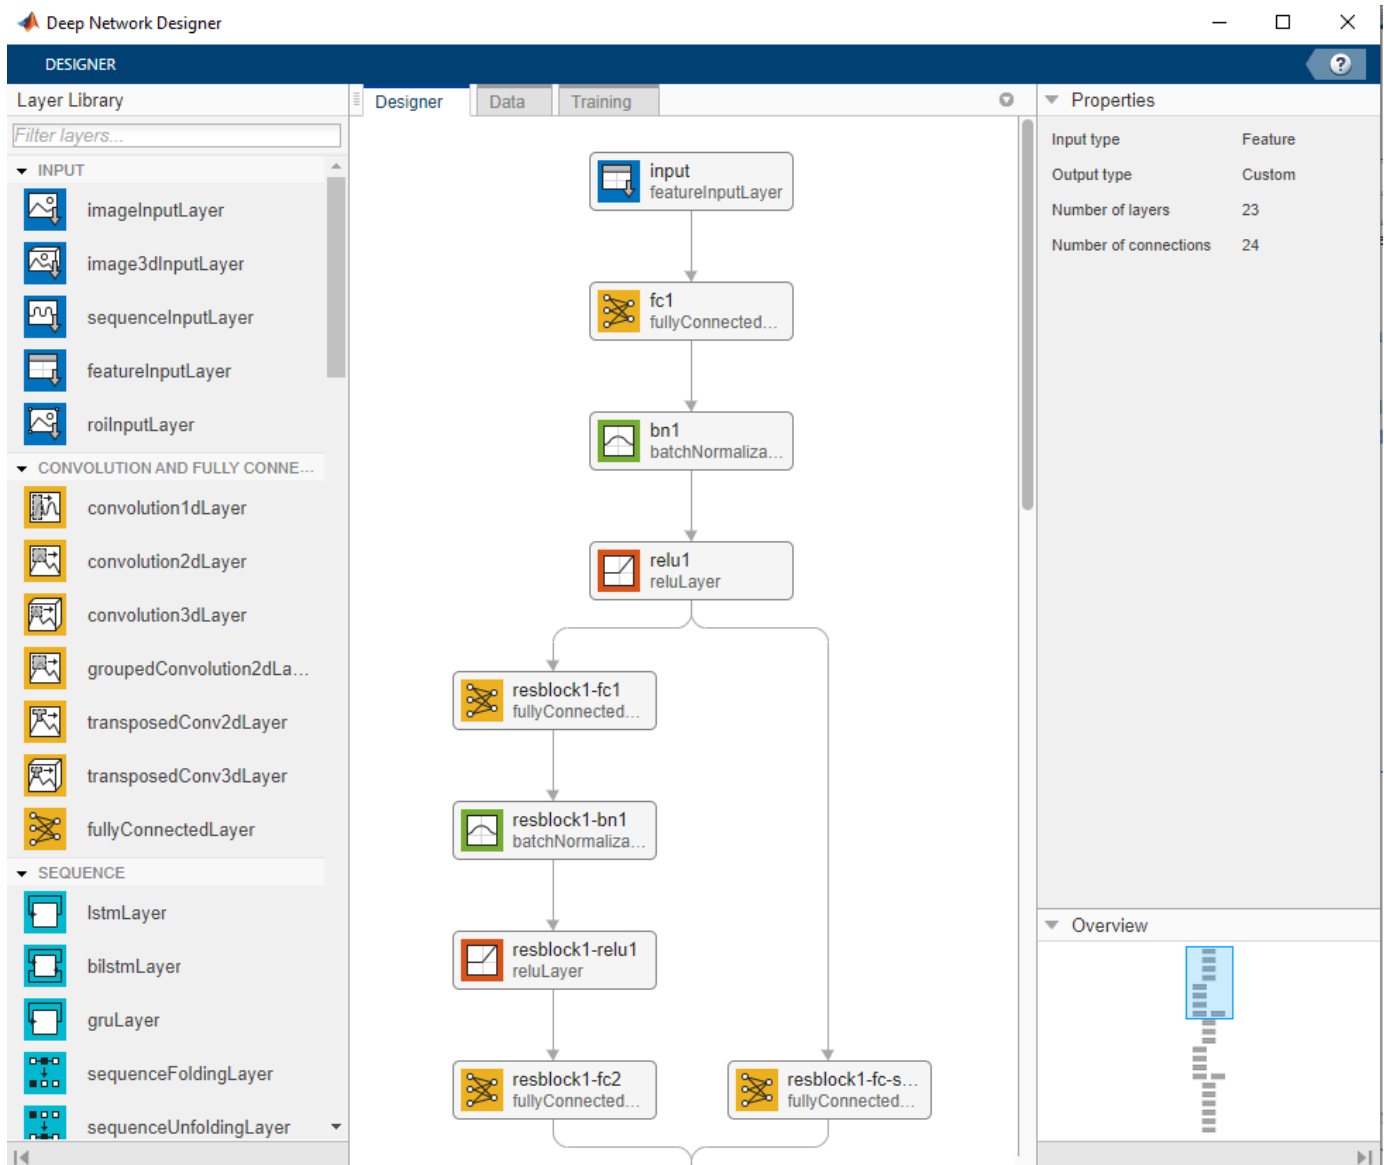 Deep Network Designer
DESIGNER
?
Layer Library
Filter layers...
INPUT
imageInputLayer
image3dInputLayer
sequenceInputLayer
featureInputLayer
roiInputLayer
CONVOLUTION AND FULLY CONNE...
convolution1dLayer
convolution2dLayer
convolution3dLayer
groupedConvolution2dLa...
transposedConv2dLayer
transposedConv3dLayer
fullyConnectedLayer
SEQUENCE
lstmLayer
bilstmLayer
gruLayer
sequenceFoldingLayer
sequenceUnfoldingLayer
Designer Data Training
input
featureInputLayer
fc1
fullyConnected...
bn1
batchNormaliza...
relu1
reluLayer
resblock1-fc1
fullyConnected...
resblock1-bn1
batchNormaliza...
resblock1-relu1
reluLayer
resblock1-fc2
fullyConnected...
resblock1-fc-s...
fullyConnected...
Properties
Input type Feature
Output type Custom
Number of layers 23
Number of connections 24
Overview